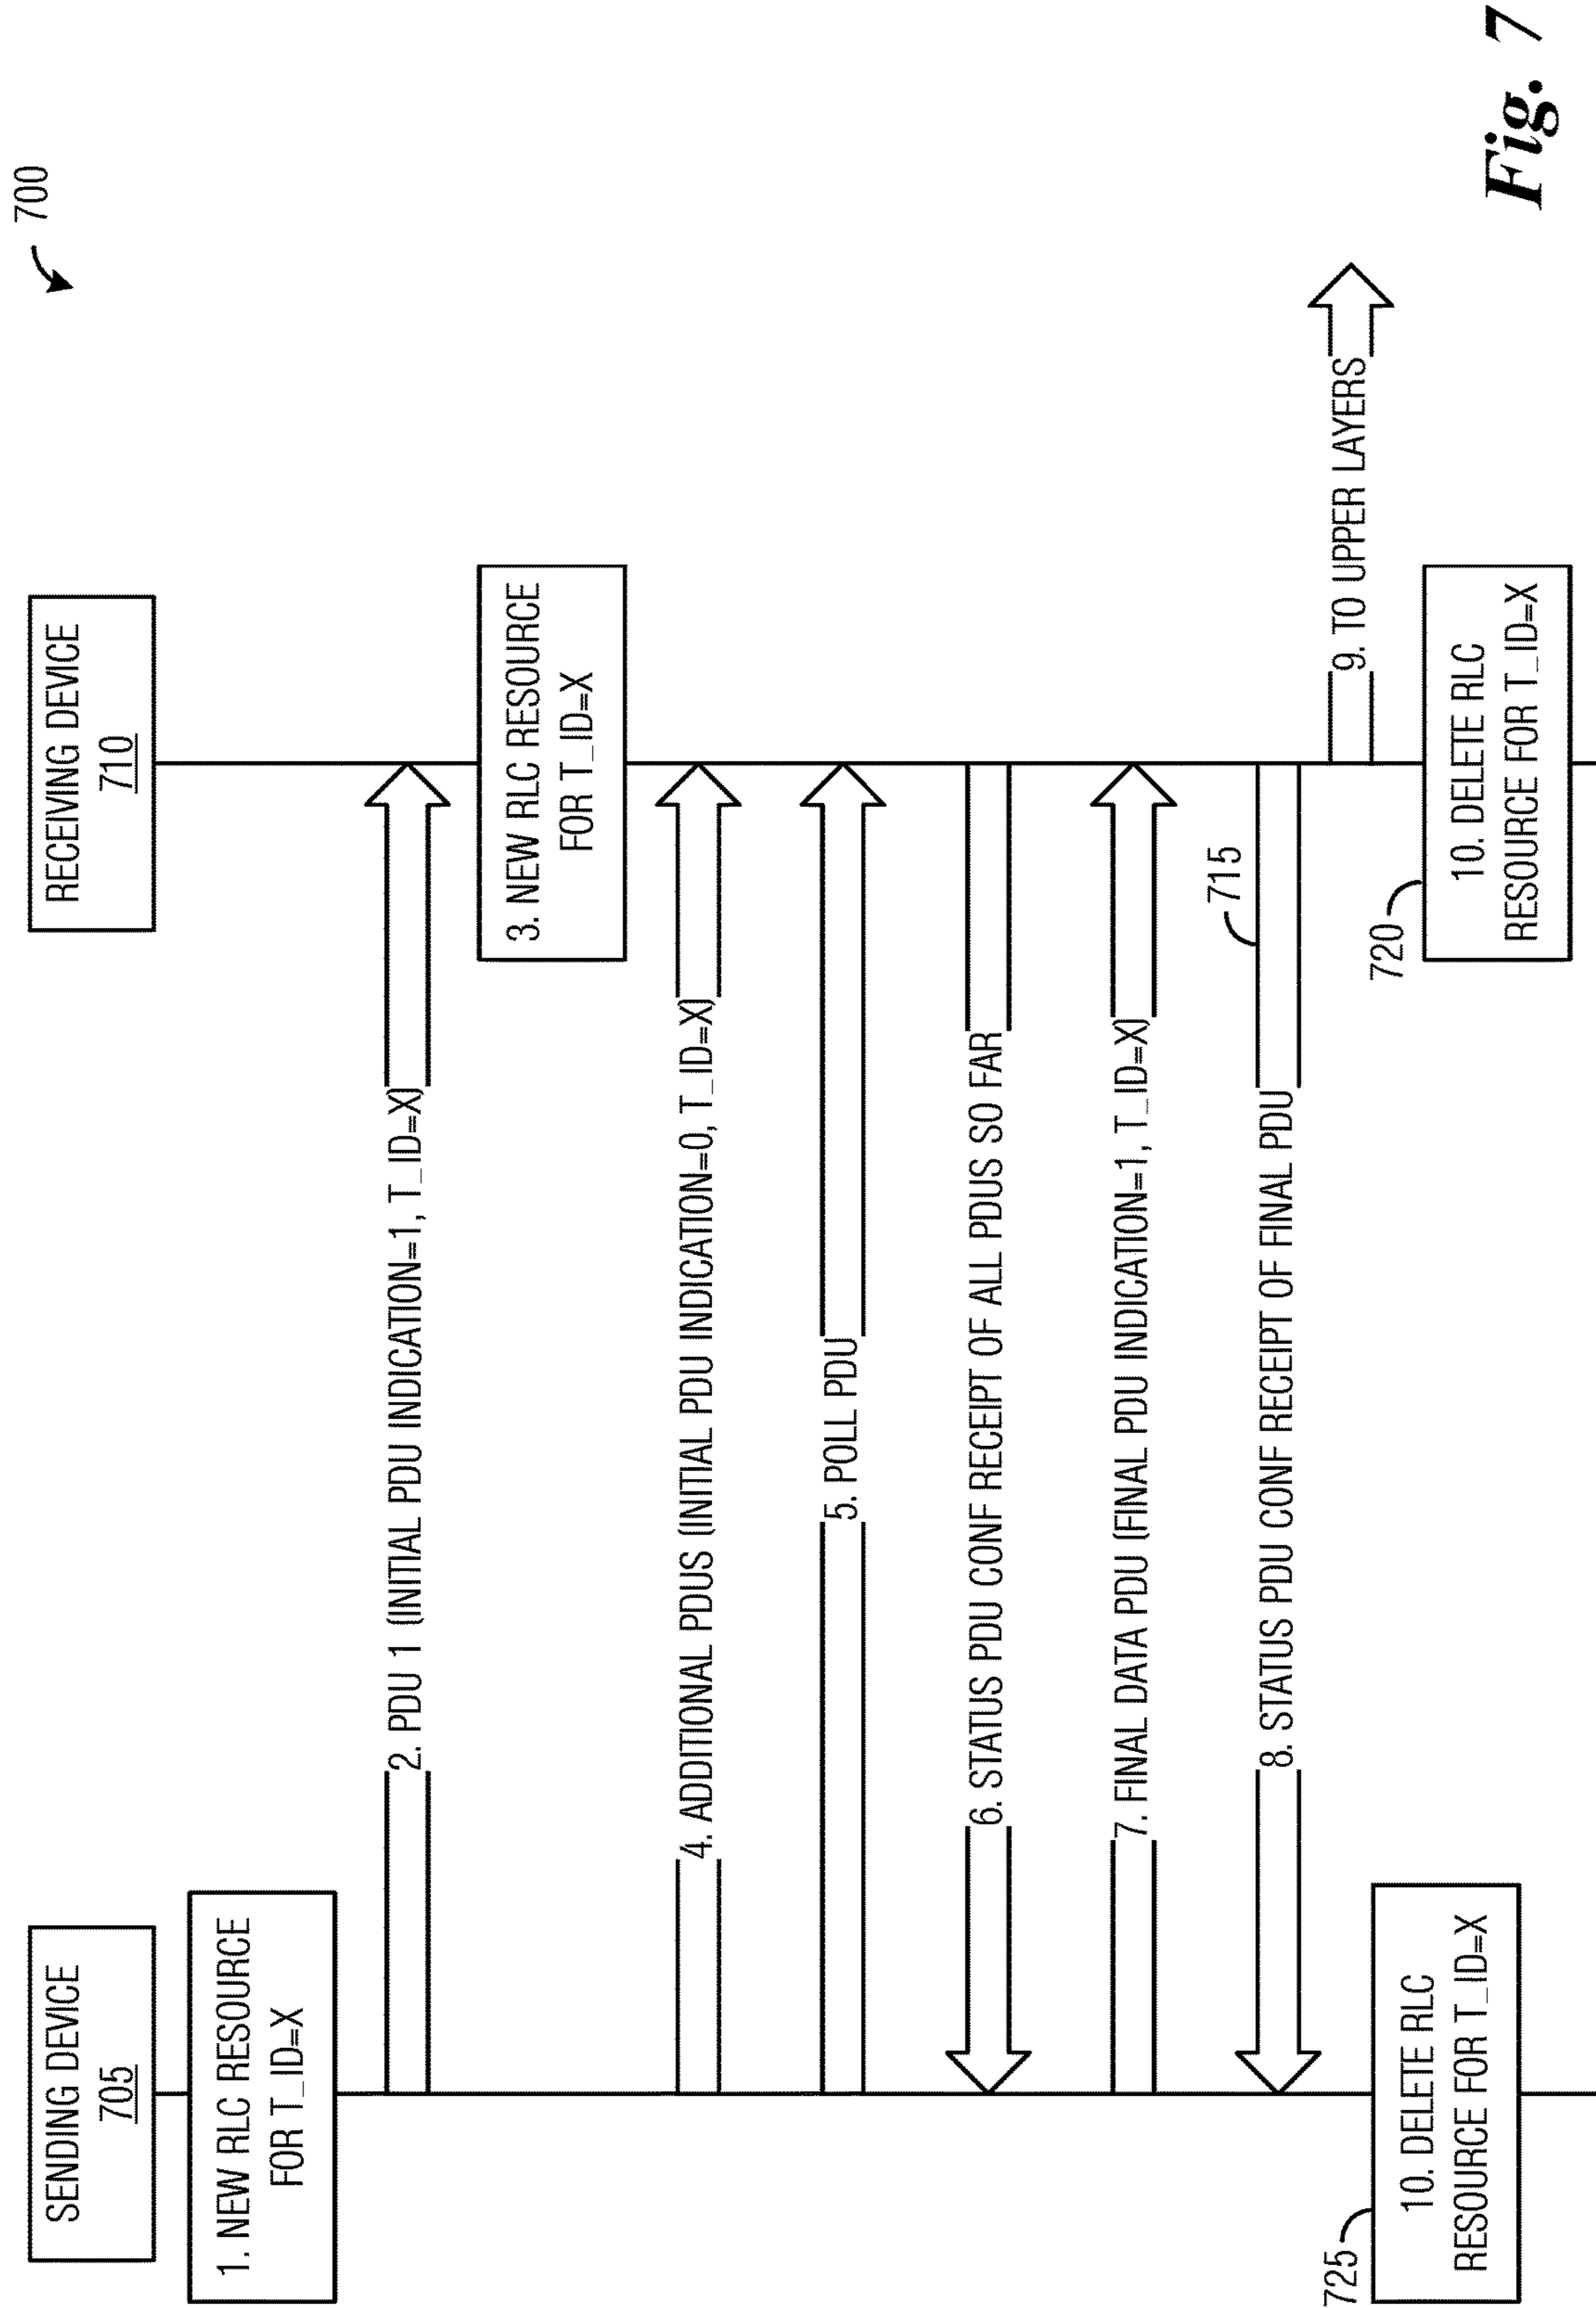 700
SENDING DEVICE
705
RECEIVING DEVICE
710
1. NEW RLC RESOURCE
FOR T_ID=X
2. PDU 1 (INITIAL PDU INDICATION=1, T_ID=X)
3. NEW RLC RESOURCE
FOR T_ID=X
4. ADDITIONAL PDUS (INITIAL PDU INDICATION=0, T_ID=X)
5. POLL PDU
6. STATUS PDU CONF RECEIPT OF ALL PDUS SO FAR
7. FINAL DATA PDU (FINAL PDU INDICATION=1, T_ID=X)
715
8. STATUS PDU CONF RECEIPT OF FINAL PDU
9. TO UPPER LAYERS
725
10. DELETE RLC
RESOURCE FOR T_ID=X
720
10. DELETE RLC
RESOURCE FOR T_ID=X
Fig. 7